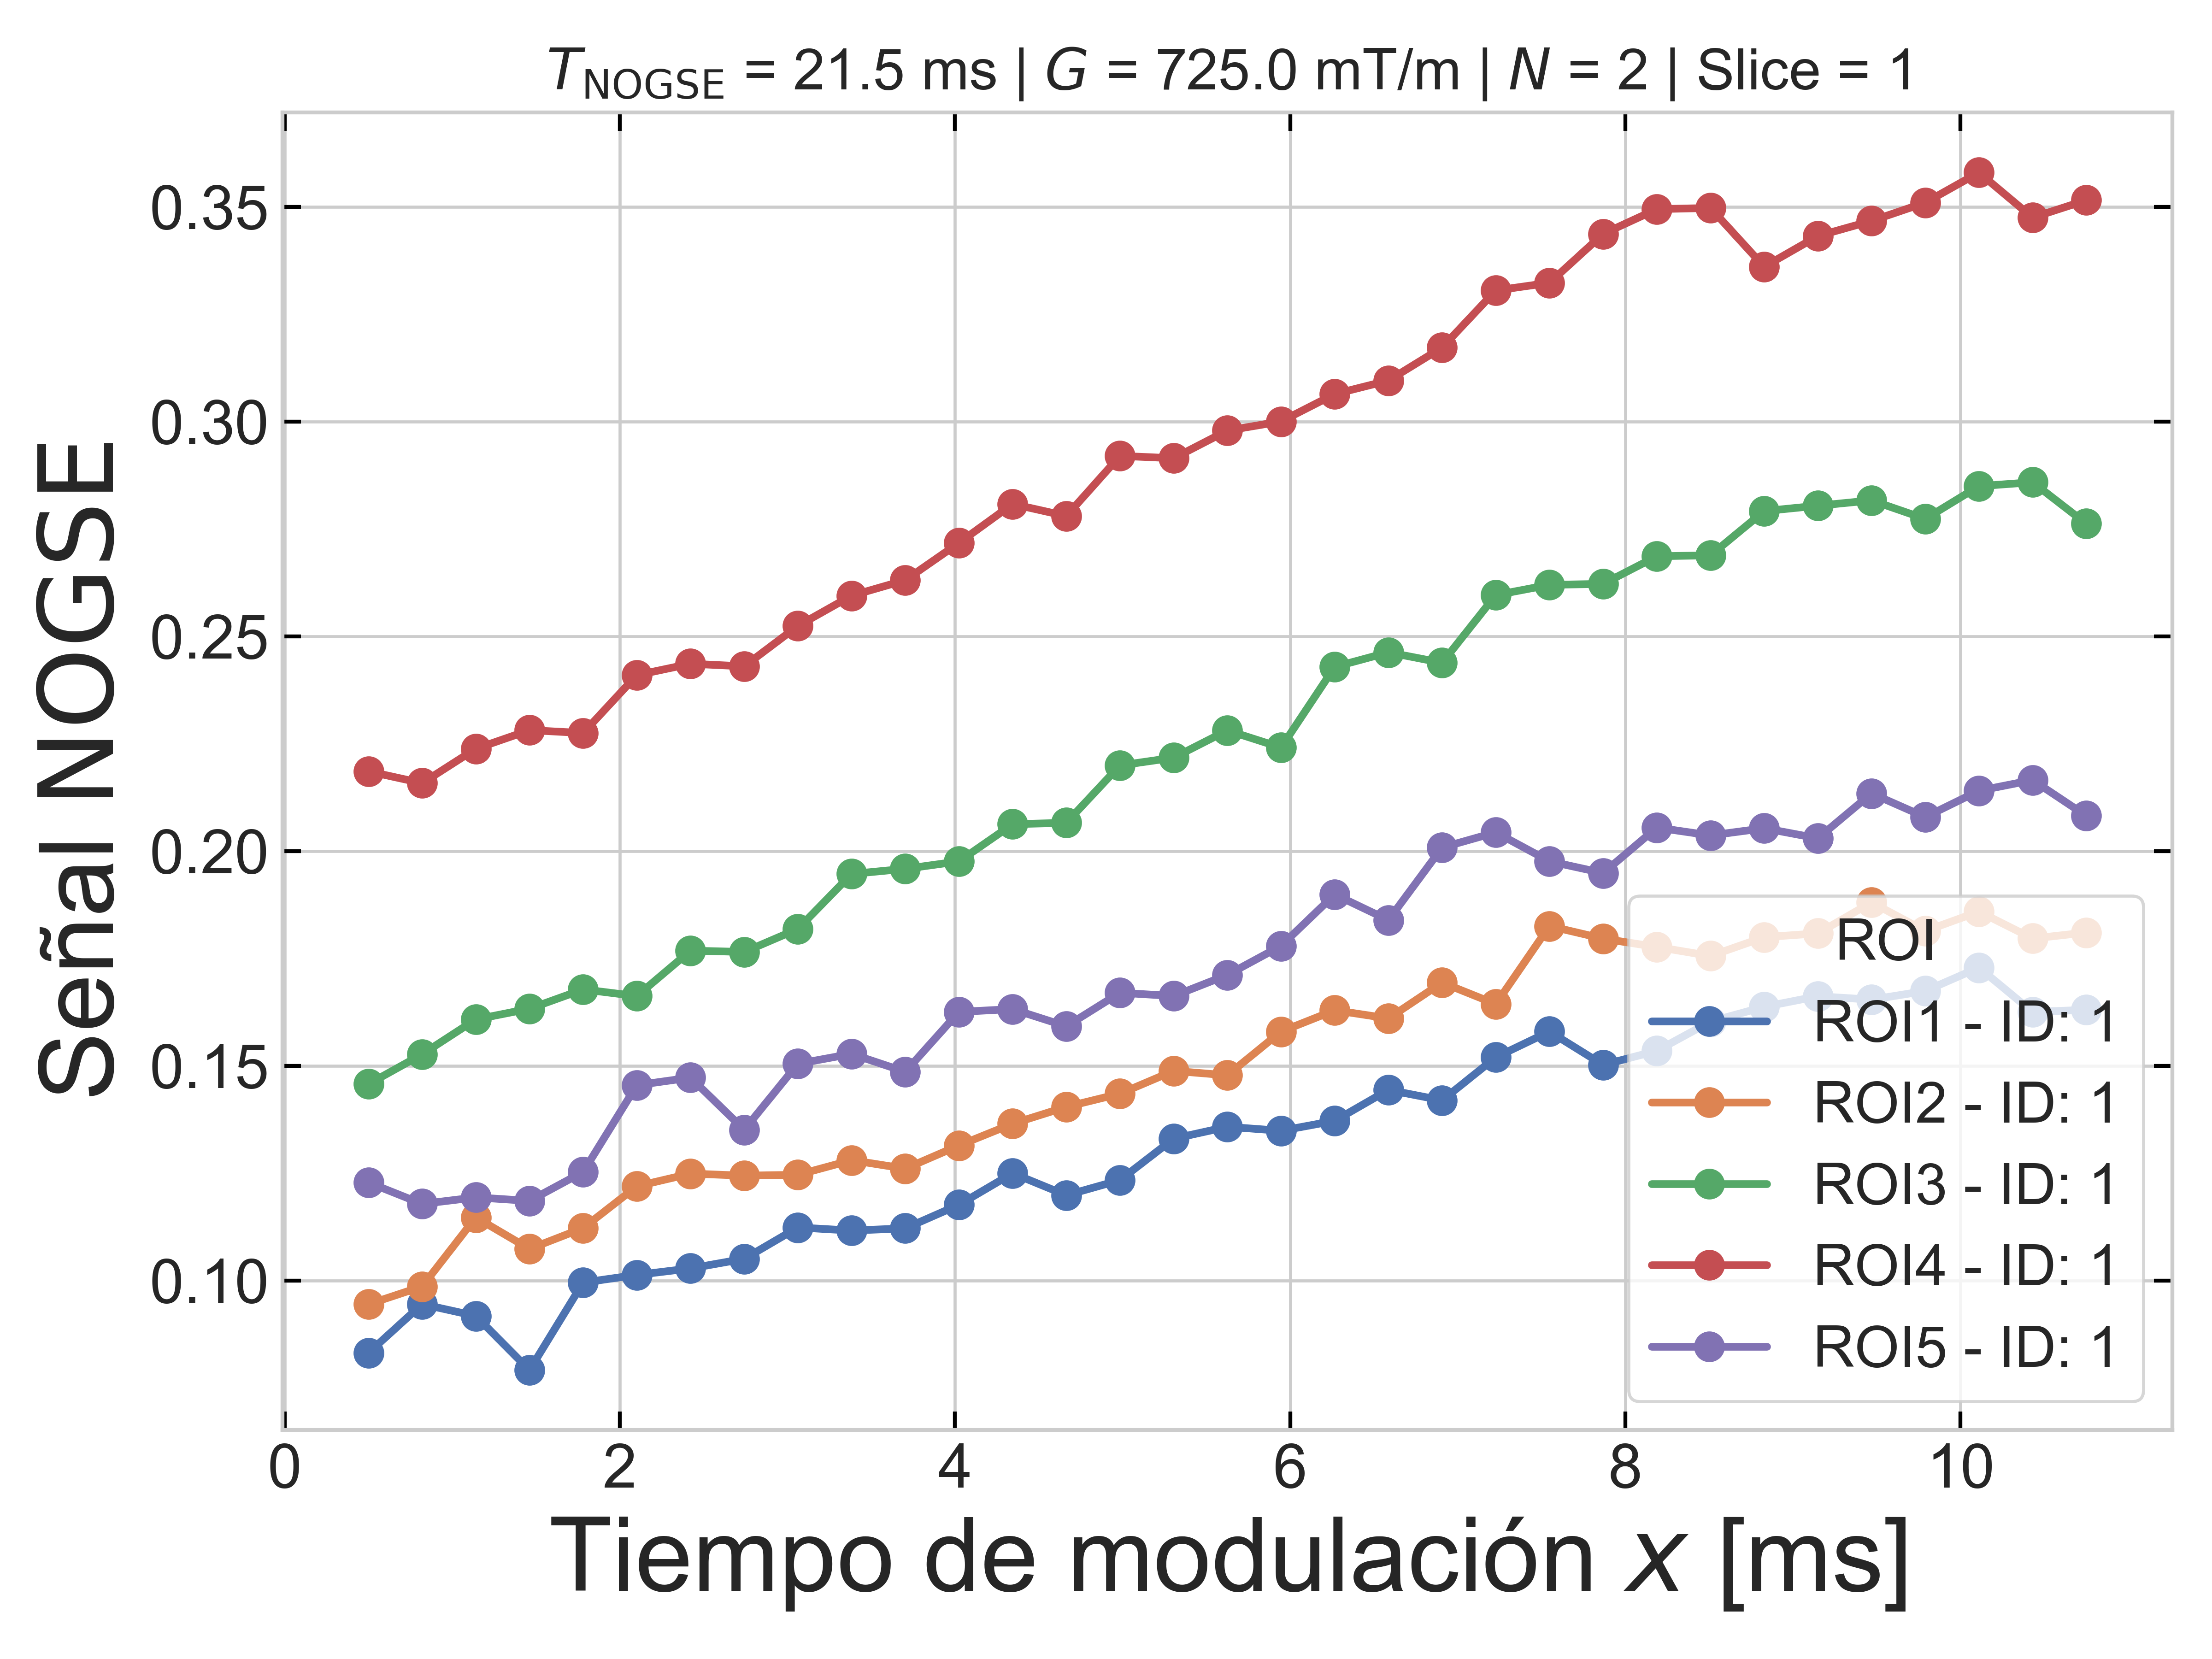 T_NOGSE = 21.5 ms | G = 725.0 mT/m | N = 2 | Slice = 1
Señal NOGSE
0.35
0.30
0.25
0.20
0.15
0.10
ROI
ROI1 - ID: 1
ROI2 - ID: 1
ROI3 - ID: 1
ROI4 - ID: 1
ROI5 - ID: 1
0 2 4 6 8 10
Tiempo de modulación x [ms]